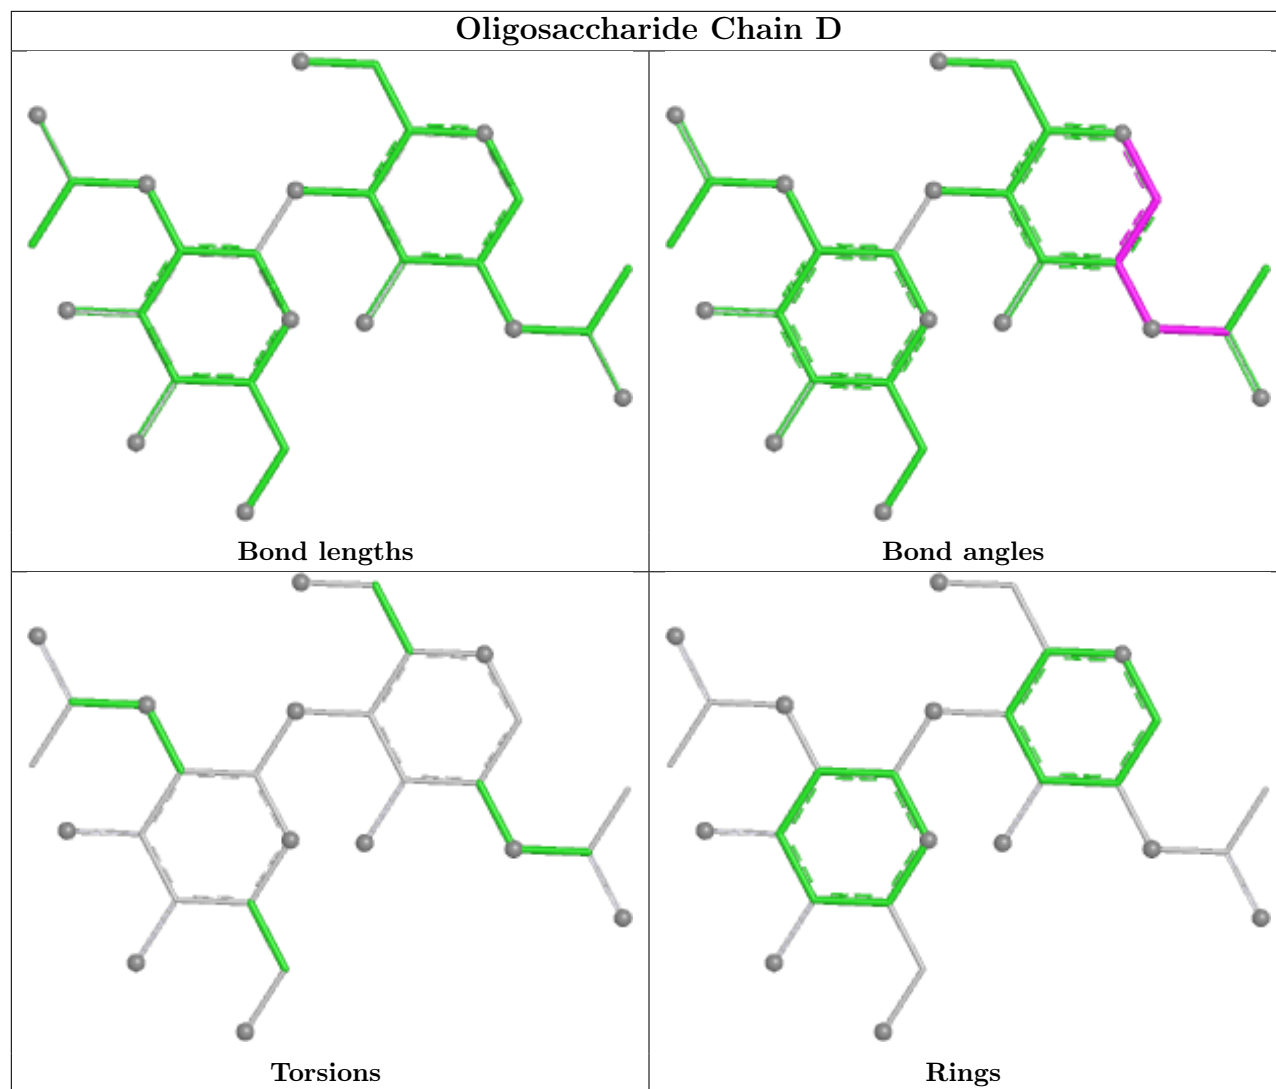 Oligosaccharide Chain D
Bond lengths
Bond angles
Torsions
Rings